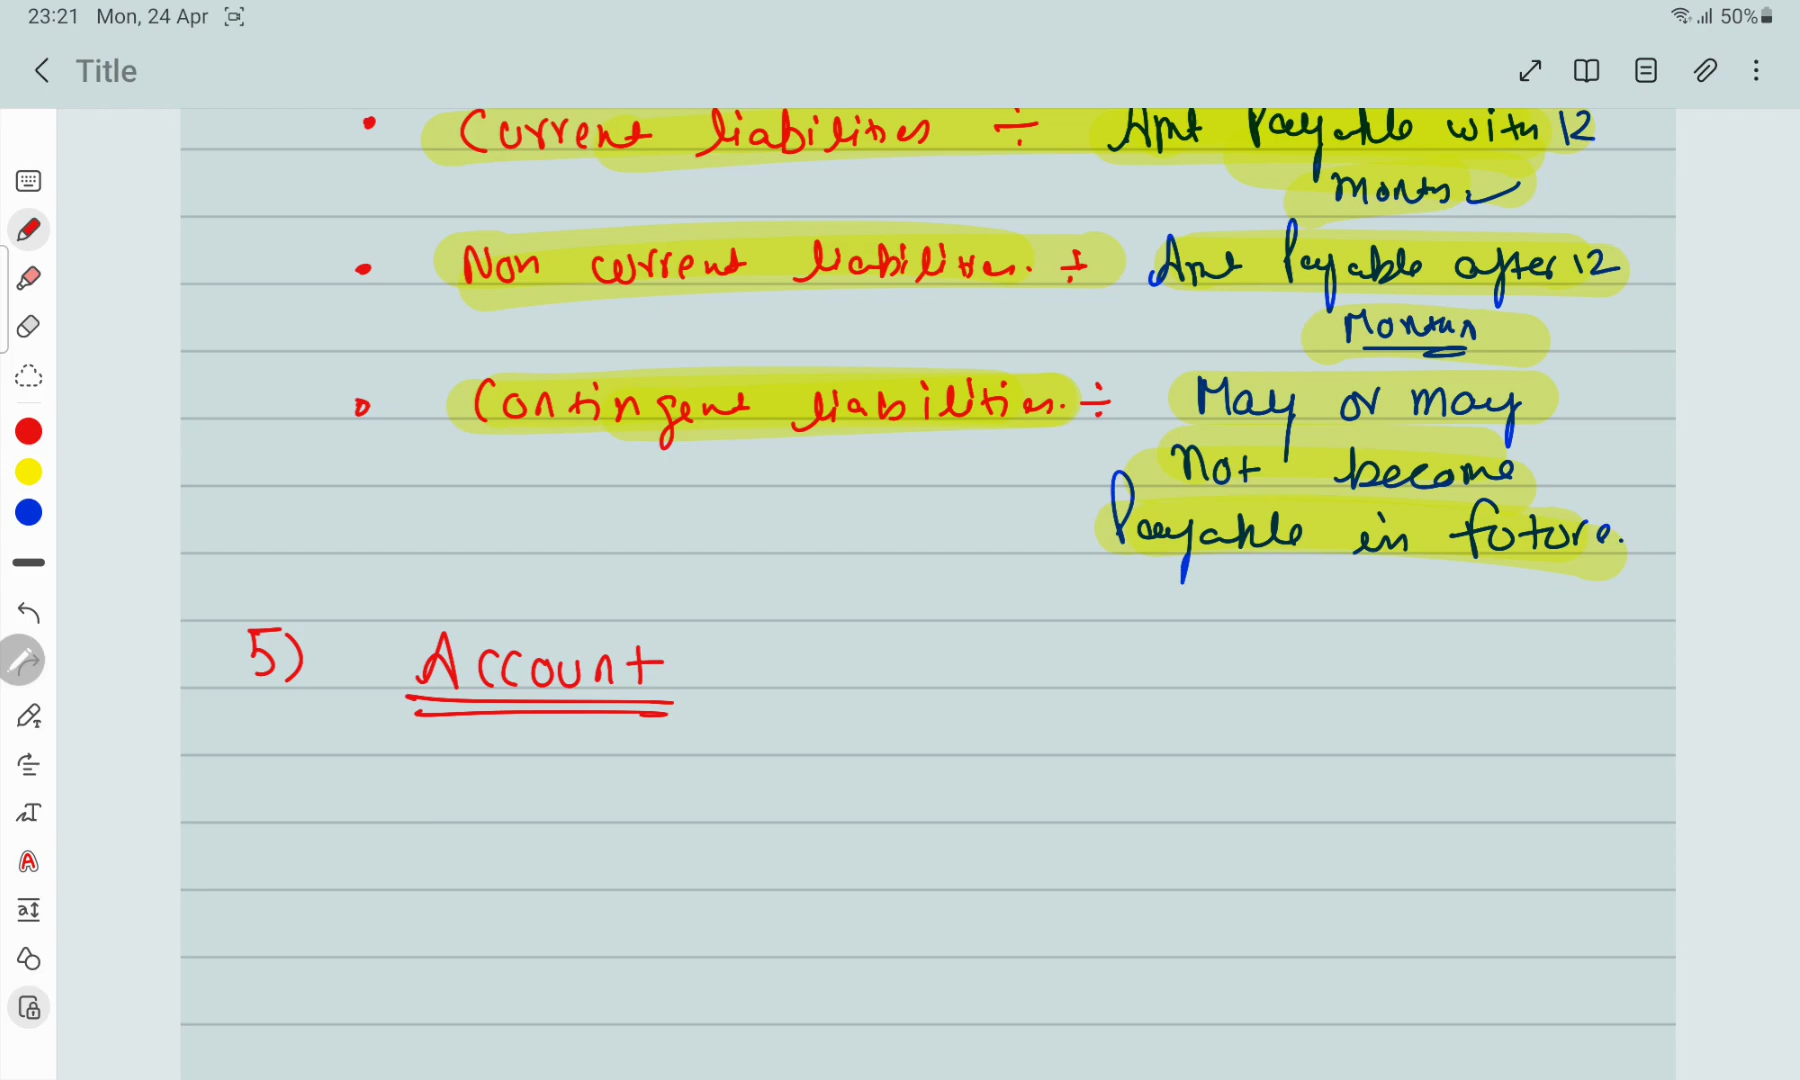 23:21 Mon, 24 Apr 50%
Title
• Current liabilities ÷ Amt Payable with 12
Months.
• Non current liabilities. ÷ Amt Payable after 12
Months
• Contingent liabilities. ÷ May or may
Not become
Payable in future.
5) Account